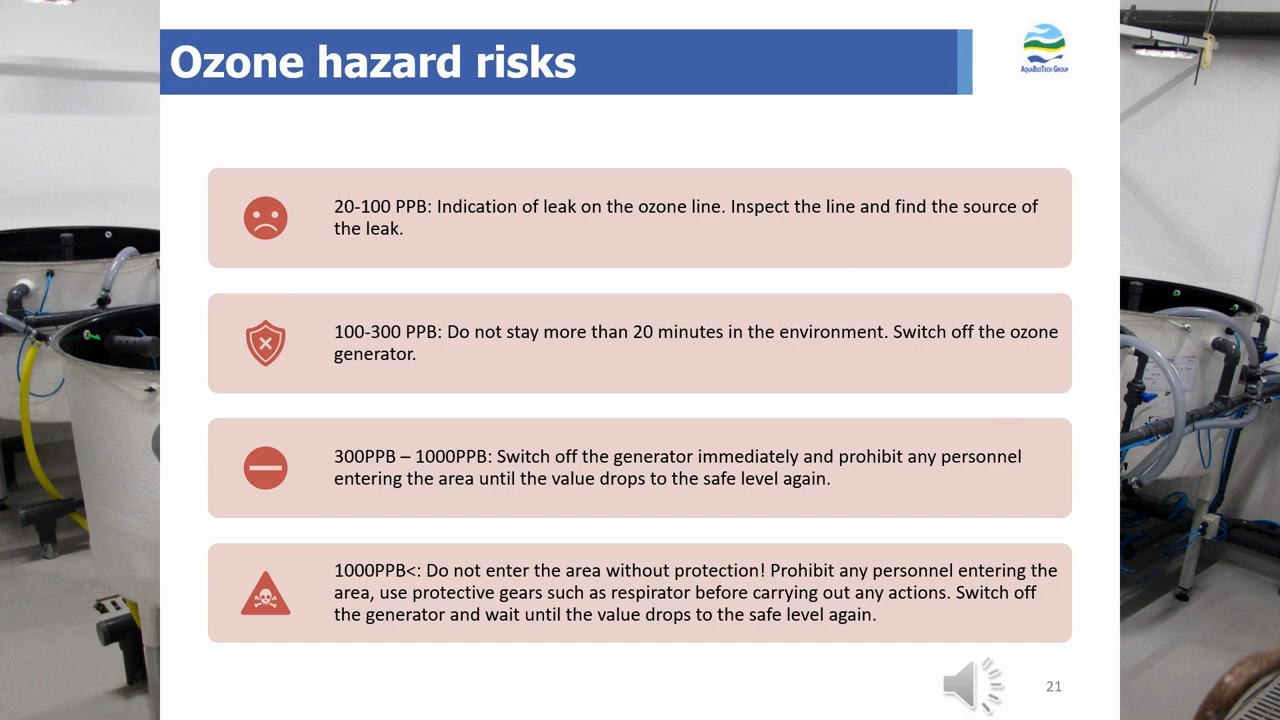 Ozone hazard risks
AQUABIOTECH GROUP
20-100 PPB: Indication of leak on the ozone line. Inspect the line and find the source of
the leak.
100-300 PPB: Do not stay more than 20 minutes in the environment. Switch off the ozone
generator.
300PPB – 1000PPB: Switch off the generator immediately and prohibit any personnel
entering the area until the value drops to the safe level again.
1000PPB<: Do not enter the area without protection! Prohibit any personnel entering the
area, use protective gears such as respirator before carrying out any actions. Switch off
the generator and wait until the value drops to the safe level again.
21